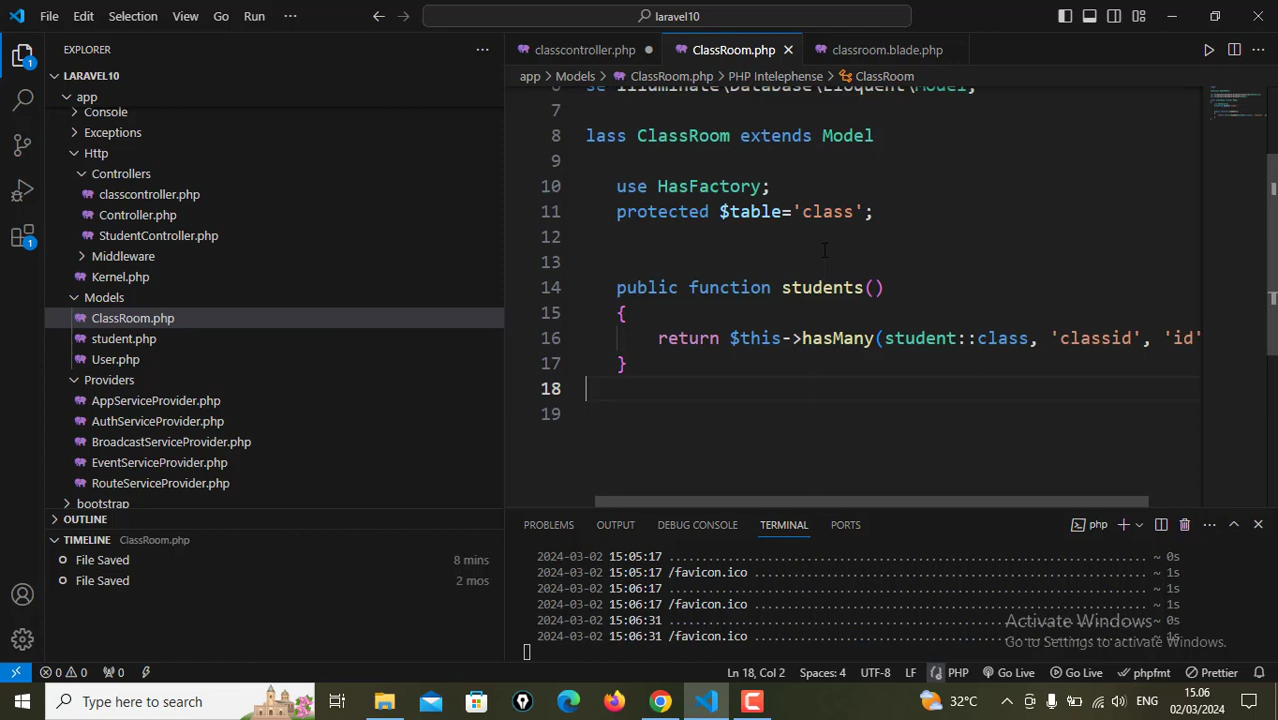 File Edit Selection View Go Run ··· laravel10
EXPLORER ···
LARAVEL10
app
Console
Exceptions
Http
Controllers
classcontroller.php
Controller.php
StudentController.php
Middleware
Kernel.php
Models
ClassRoom.php
student.php
User.php
Providers
AppServiceProvider.php
AuthServiceProvider.php
BroadcastServiceProvider.php
EventServiceProvider.php
RouteServiceProvider.php
bootstrap
OUTLINE
TIMELINE ClassRoom.php
File Saved 8 mins
File Saved 2 mos
1
1
classcontroller.php ClassRoom.php classroom.blade.php
app > Models > ClassRoom.php > PHP Intelephense > ClassRoom
6 se Illuminate\Database\Eloquent\Model;
7
8 lass ClassRoom extends Model
9
10 use HasFactory;
11 protected $table='class';
12
13
14 public function students()
15 {
16 return $this->hasMany(student::class, 'classid', 'id'
17 }
18
19
PROBLEMS OUTPUT DEBUG CONSOLE TERMINAL PORTS php
2024-03-02 15:05:17 ~ 0s
2024-03-02 15:05:17 /favicon.ico ~ 1s
2024-03-02 15:06:17 ~ 1s
2024-03-02 15:06:17 /favicon.ico ~ 1s
2024-03-02 15:06:31 ~ 0s
2024-03-02 15:06:31 /favicon.ico ~ 1s
Activate Windows
Go to Settings to activate Windows.
0 0 0 Ln 18, Col 2 Spaces: 4 UTF-8 LF PHP Go Live Go Live phpfmt Prettier
Type here to search 32°C ENG 15.06
02/03/2024